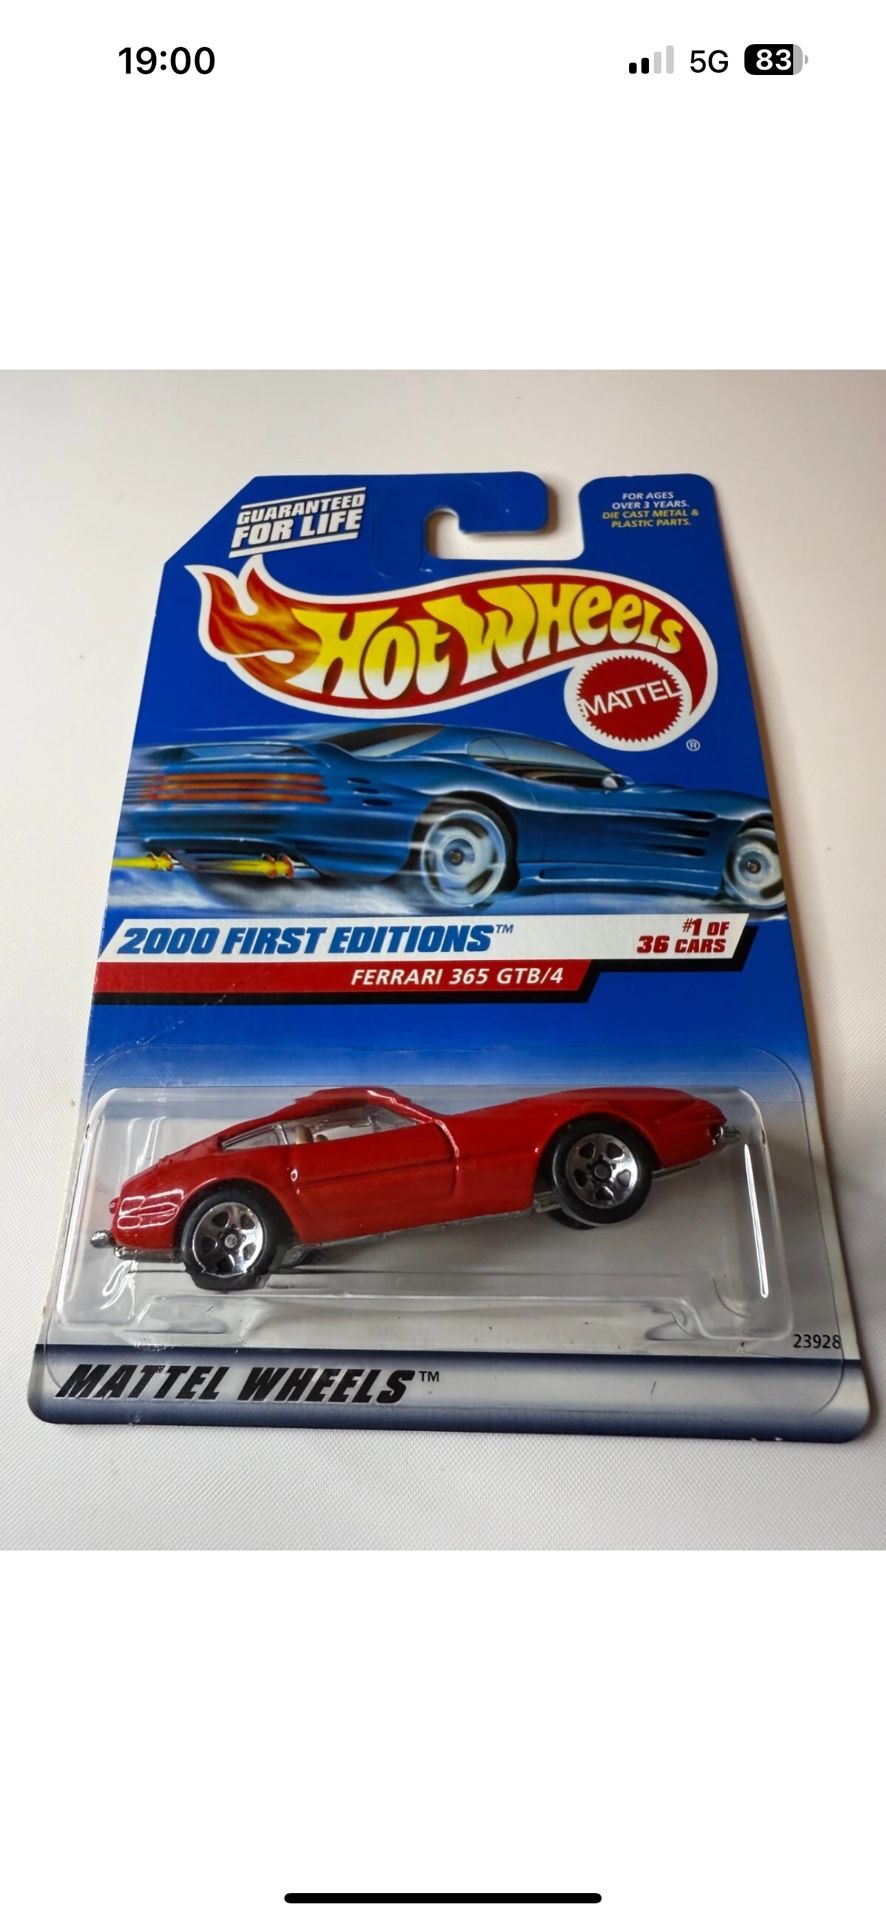 19:00
5G 83
GUARANTEED
FOR LIFE
FOR AGES
OVER 3 YEARS.
DIE CAST METAL &
PLASTIC PARTS.
HOT WHEELS
MATTEL
®
2000 FIRST EDITIONS™
#1 OF
36 CARS
FERRARI 365 GTB/4
23928
MATTEL WHEELS™